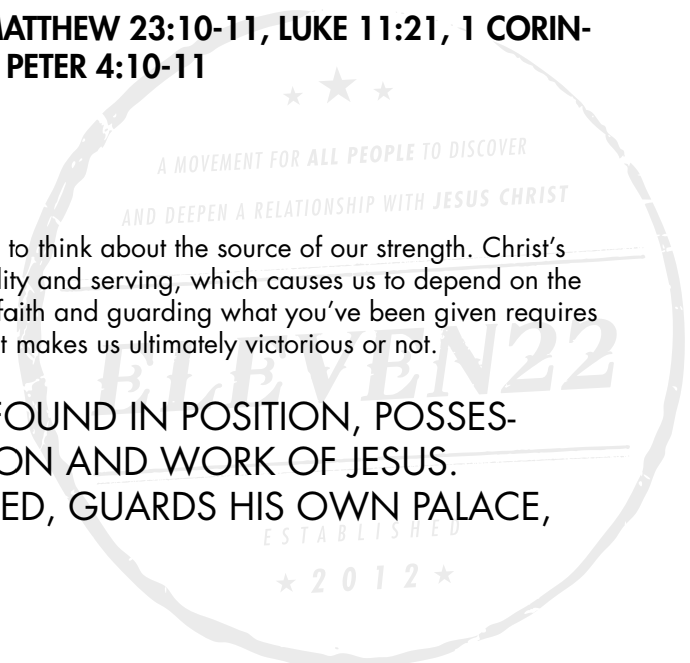 MATTHEW 23:10-11, LUKE 11:21, 1 CORIN-
PETER 4:10-11
A MOVEMENT FOR ALL PEOPLE TO DISCOVER
AND DEEPEN A RELATIONSHIP WITH JESUS CHRIST
to think about the source of our strength. Christ’s
lity and serving, which causes us to depend on the
faith and guarding what you’ve been given requires
t makes us ultimately victorious or not.
ELEVEN22
FOUND IN POSITION, POSSES-
ON AND WORK OF JESUS.
ED, GUARDS HIS OWN PALACE,
ESTABLISHED
2012